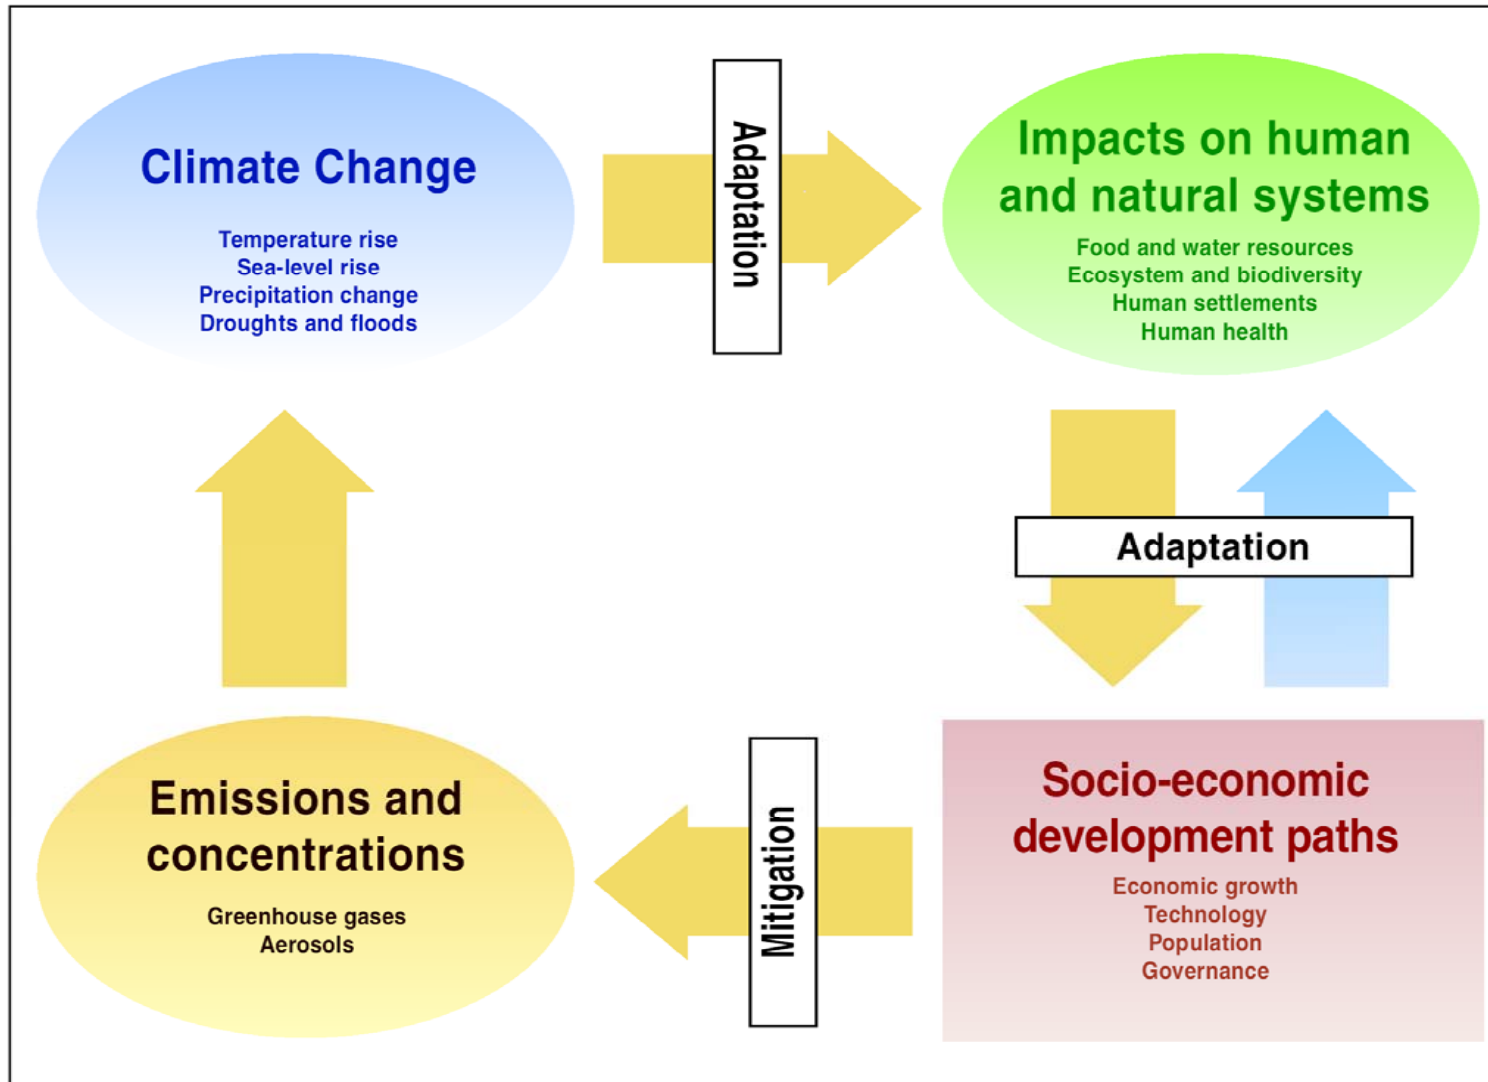 Climate Change
Temperature rise
Sea-level rise
Precipitation change
Droughts and floods
Adaptation
Impacts on human
and natural systems
Food and water resources
Ecosystem and biodiversity
Human settlements
Human health
Adaptation
Emissions and
concentrations
Greenhouse gases
Aerosols
Mitigation
Socio-economic
development paths
Economic growth
Technology
Population
Governance